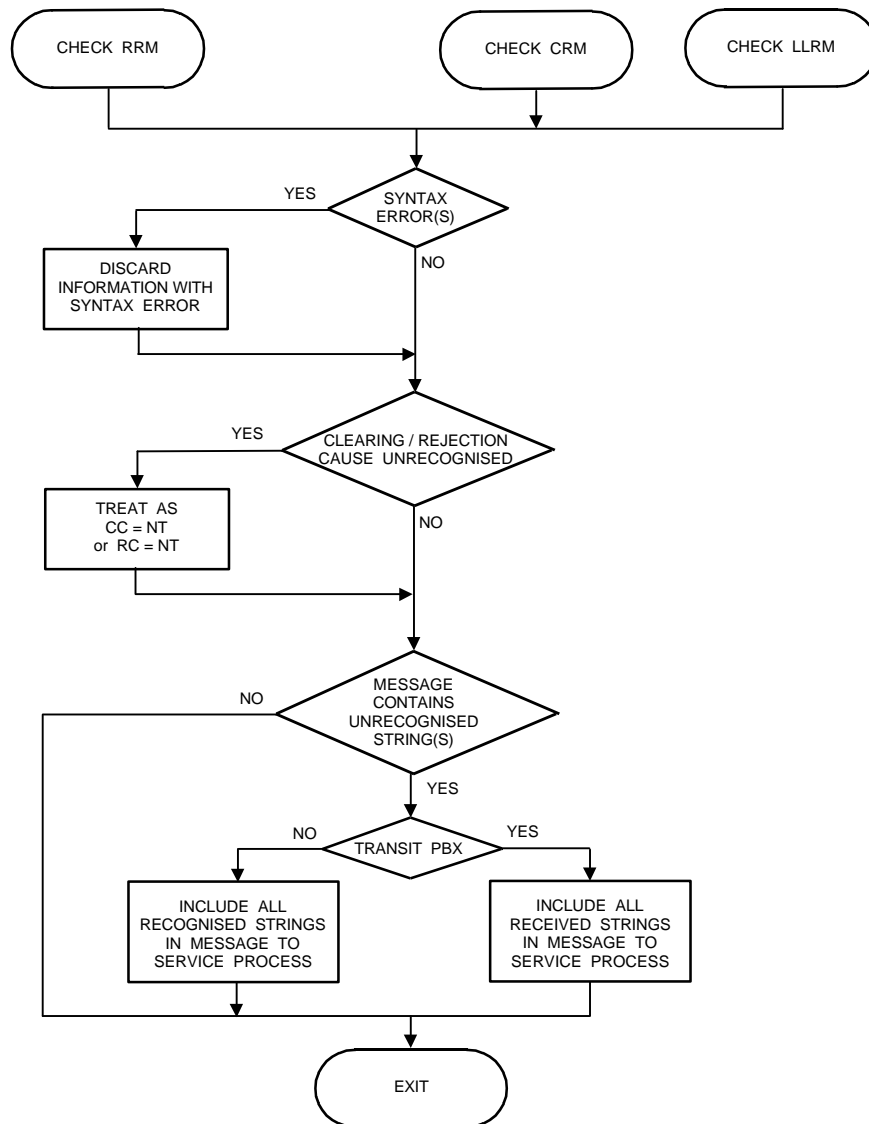 CHECK RRM
CHECK CRM
CHECK LLRM
YES
SYNTAX
ERROR(S)
NO
DISCARD
INFORMATION WITH
SYNTAX ERROR
YES
CLEARING / REJECTION
CAUSE UNRECOGNISED
TREAT AS
CC = NT
or RC = NT
NO
NO
MESSAGE
CONTAINS
UNRECOGNISED
STRING(S)
YES
NO
TRANSIT PBX
YES
INCLUDE ALL
RECOGNISED STRINGS
IN MESSAGE TO
SERVICE PROCESS
INCLUDE ALL
RECEIVED STRINGS
IN MESSAGE TO
SERVICE PROCESS
EXIT